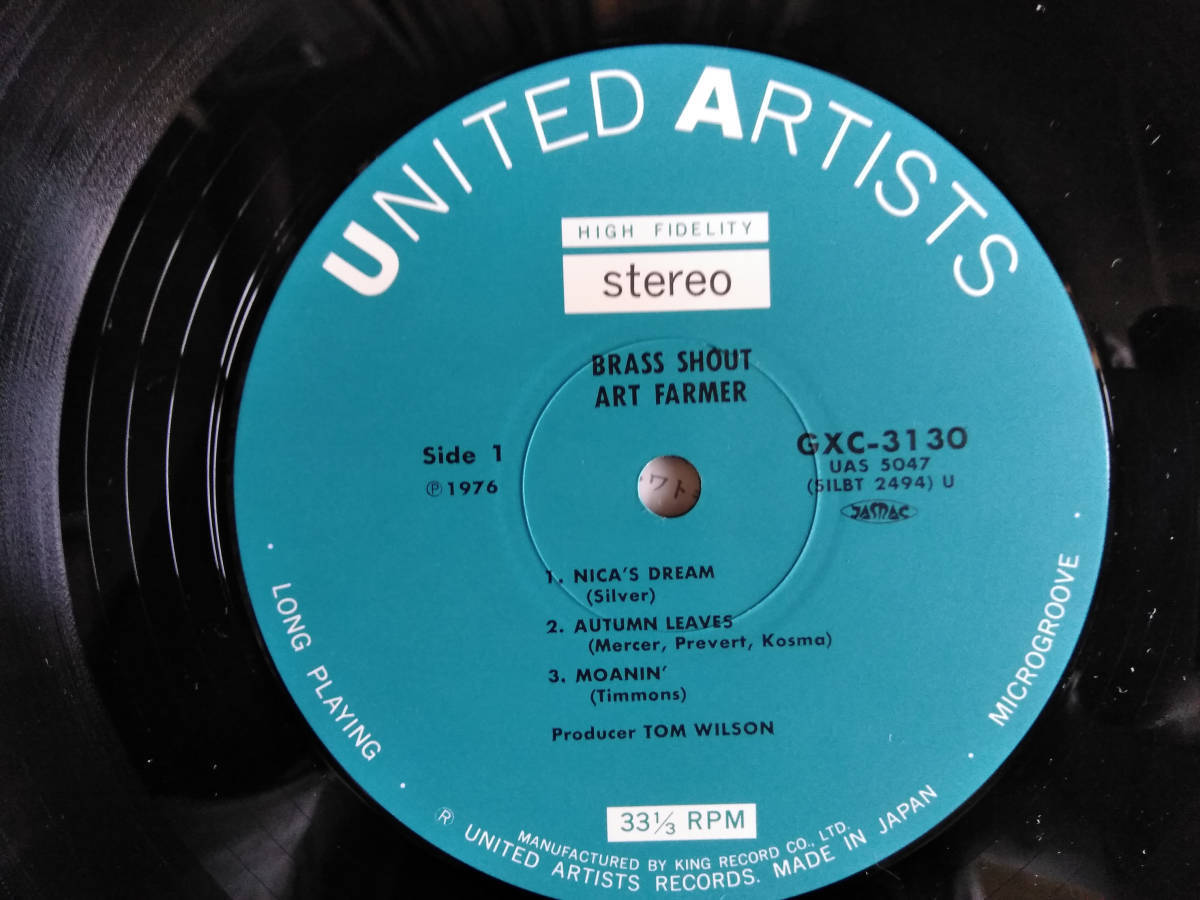 UNITED ARTISTS
HIGH FIDELITY
stereo
BRASS SHOUT
ART FARMER
Side 1
℗ 1976
GXC-3130
UAS 5047
(SILBT 2494) U
JASRAC
1. NICA'S DREAM
(Silver)
2. AUTUMN LEAVES
(Mercer, Prevert, Kosma)
3. MOANIN'
(Timmons)
Producer TOM WILSON
· LONG PLAYING ·
· MICROGROOVE ·
33⅓ RPM
MANUFACTURED BY KING RECORD CO., LTD.
Ⓡ UNITED ARTISTS RECORDS. MADE IN JAPAN
ワト